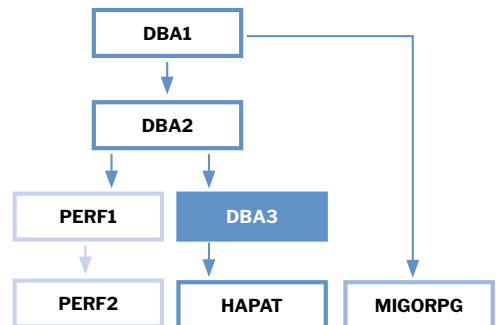 DBA1
DBA2
PERF1
DBA3
PERF2
HAPAT
MIGORPG